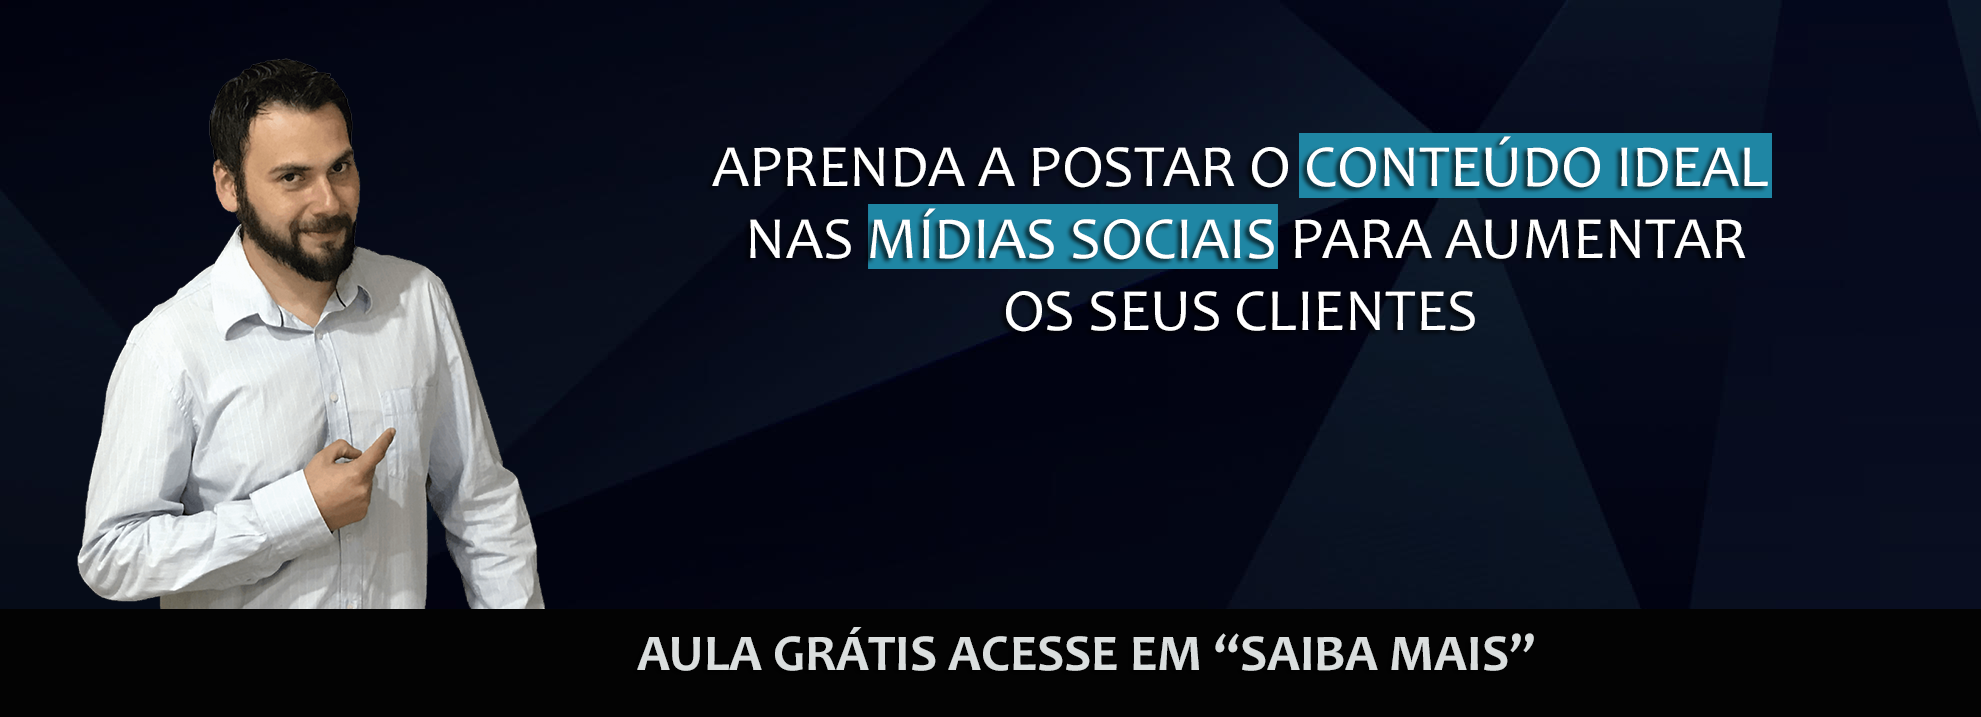 APRENDA A POSTAR O CONTEÚDO IDEAL
NAS MÍDIAS SOCIAIS PARA AUMENTAR
OS SEUS CLIENTES
AULA GRÁTIS ACESSE EM “SAIBA MAIS”